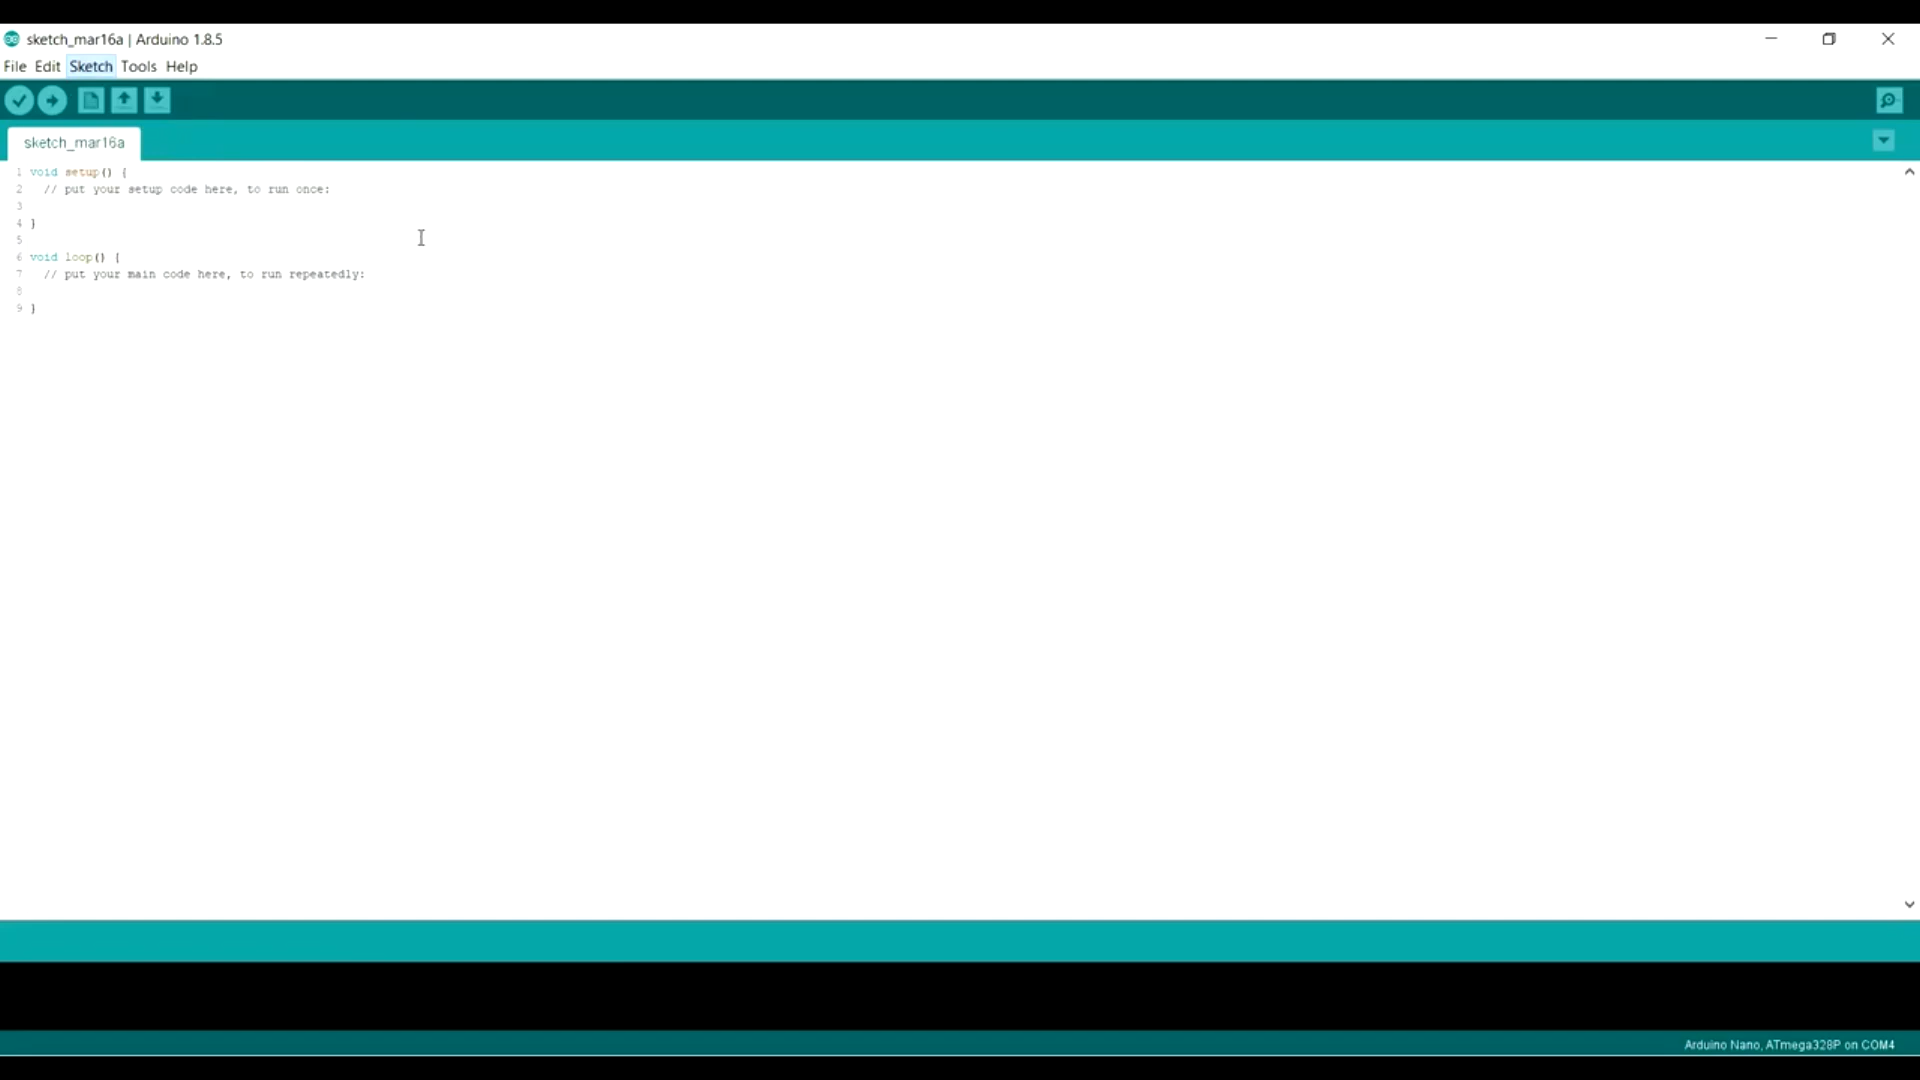 sketch_mar16a | Arduino 1.8.5
File Edit Sketch Tools Help
sketch_mar16a
1 void setup() {
2 // put your setup code here, to run once:
3
4 }
5
6 void loop() {
7 // put your main code here, to run repeatedly:
8
9 }
Arduino Nano, ATmega328P on COM4